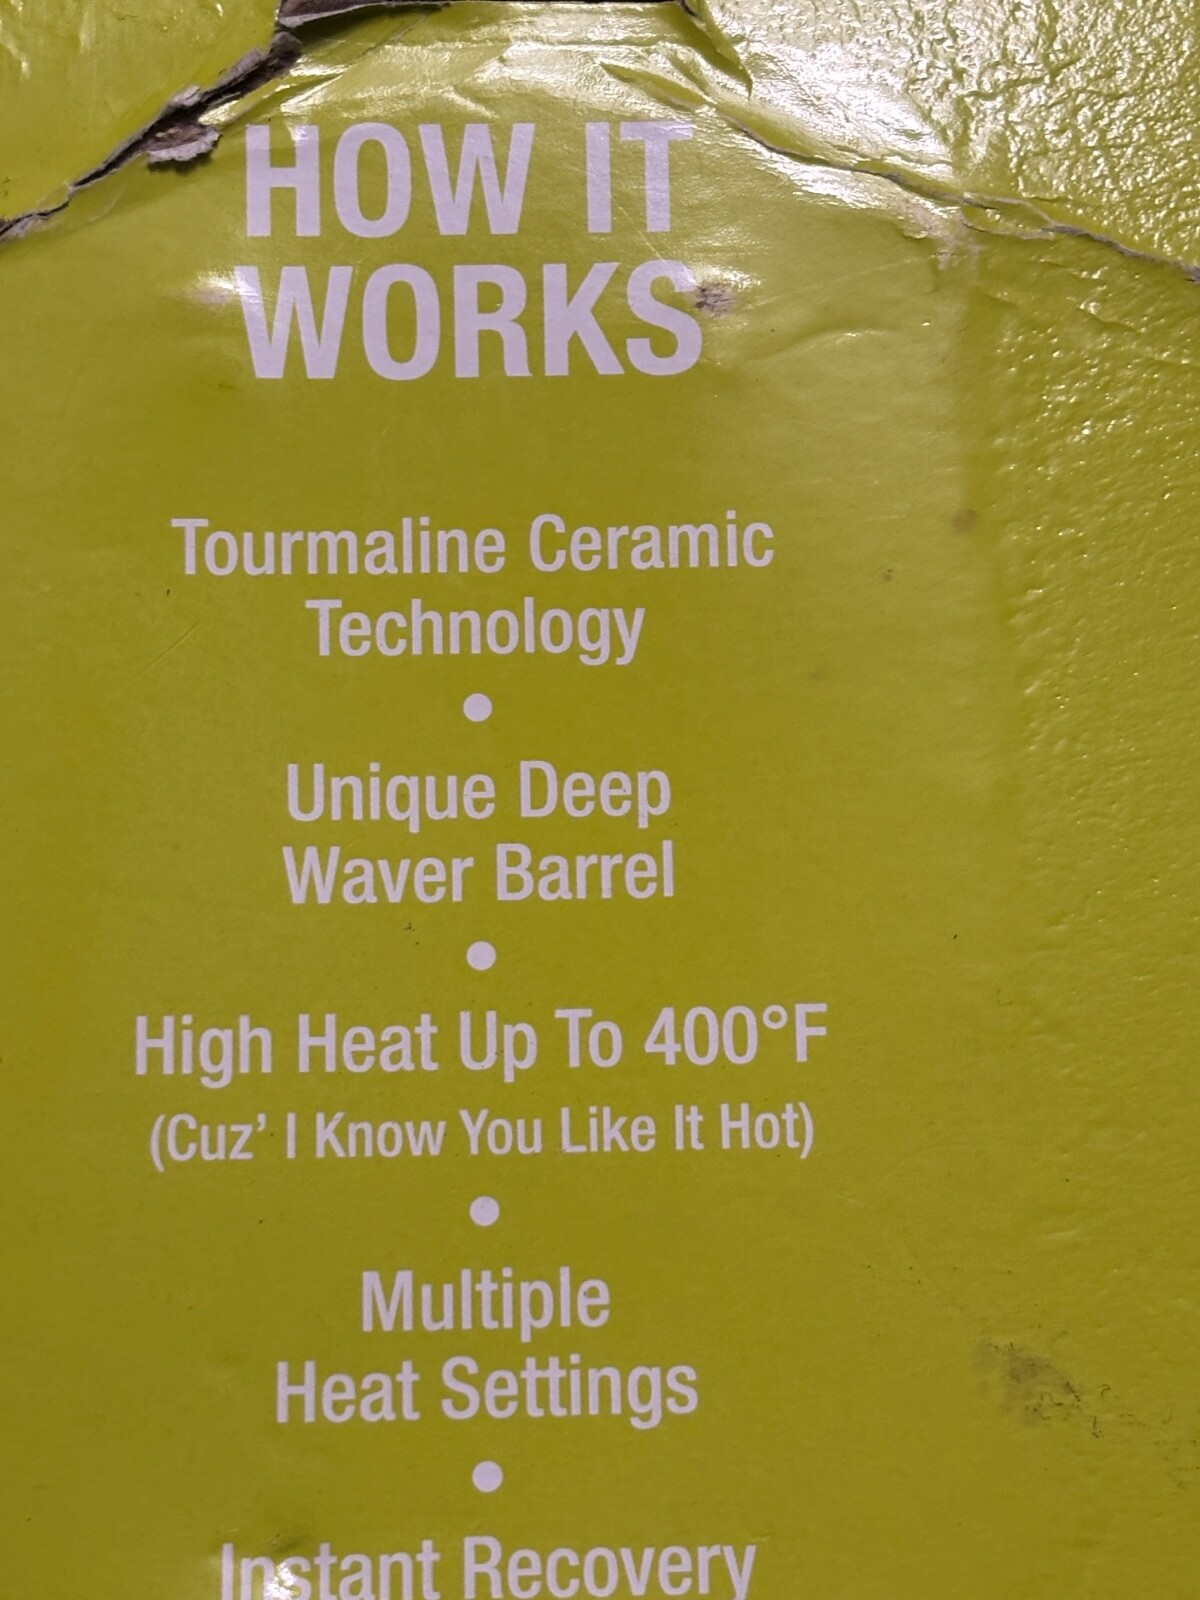 HOW IT
WORKS
Tourmaline Ceramic
Technology
•
Unique Deep
Waver Barrel
•
High Heat Up To 400°F
(Cuz’ I Know You Like It Hot)
•
Multiple
Heat Settings
•
Instant Recovery